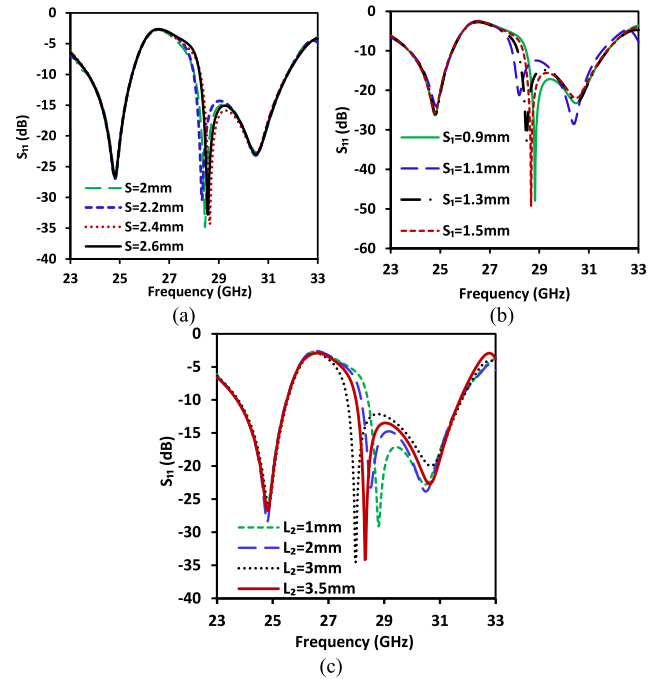 (a)
0
-5
-10
-15
-20
-25
-30
-35
-40
S₁₁ (dB)
S=2mm
S=2.2mm
S=2.4mm
S=2.6mm
23 25 27 29 31 33
Frequency (GHz)
(b)
0
-10
-20
-30
-40
-50
-60
S₁₁ (dB)
S₁=0.9mm
S₁=1.1mm
S₁=1.3mm
S₁=1.5mm
23 25 27 29 31 33
Frequency (GHz)
0
-5
-10
-15
-20
-25
-30
-35
-40
S₁₁ (dB)
L₂=1mm
L₂=2mm
L₂=3mm
L₂=3.5mm
23 25 27 29 31 33
Frequency (GHz)
(c)